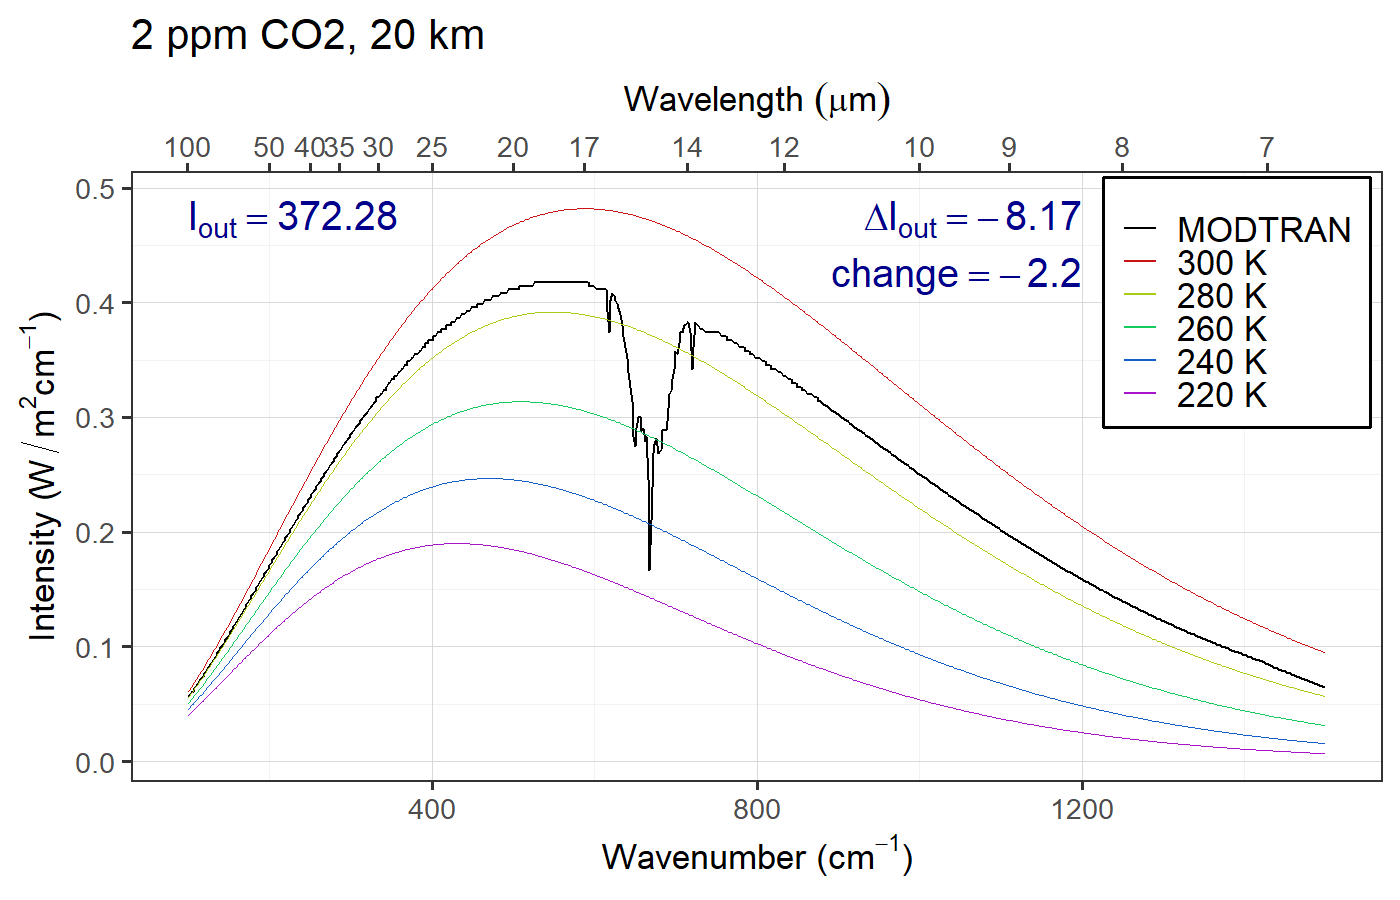 2 ppm CO2, 20 km
Wavelength (μm)
100 50 40 35 30 25 20 17 14 12 10 9 8 7
I_out = 372.28
ΔI_out = − 8.17
change = − 2.2
MODTRAN
300 K
280 K
260 K
240 K
220 K
0.5
0.4
0.3
0.2
0.1
0.0
Intensity (W / m²cm⁻¹)
400 800 1200
Wavenumber (cm⁻¹)